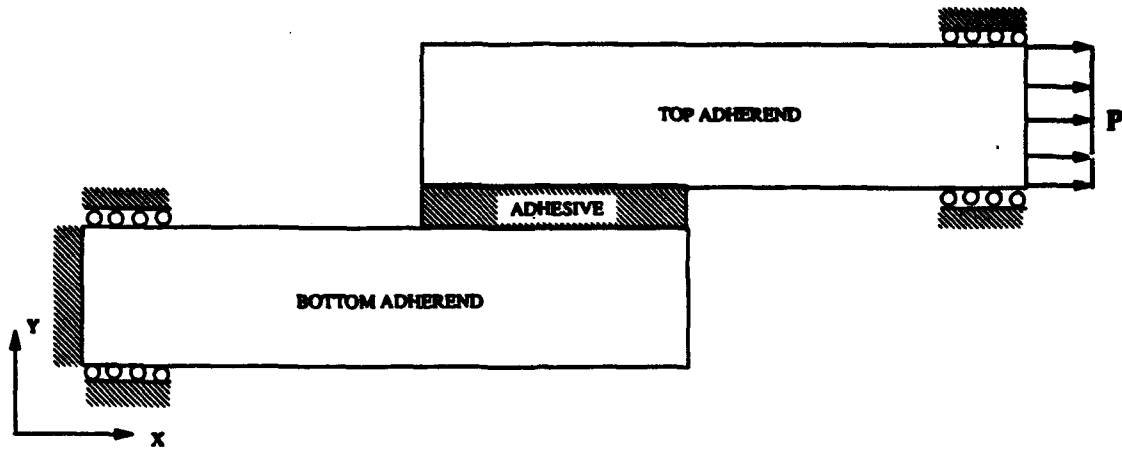 TOP ADHEREND
P
ADHESIVE
BOTTOM ADHEREND
Y
X